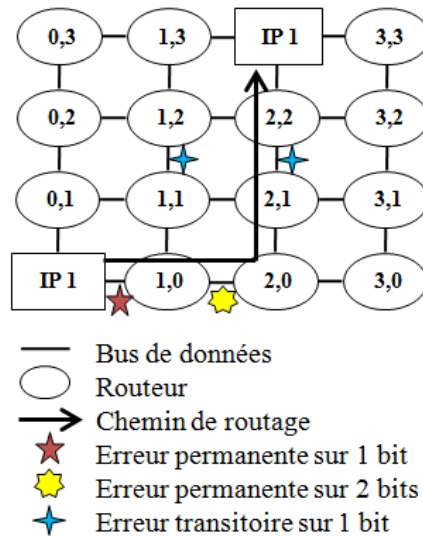 0,3 1,3 IP 1 3,3
0,2 1,2 2,2 3,2
0,1 1,1 2,1 3,1
IP 1 1,0 2,0 3,0
Bus de données
Routeur
Chemin de routage
Erreur permanente sur 1 bit
Erreur permanente sur 2 bits
Erreur transitoire sur 1 bit